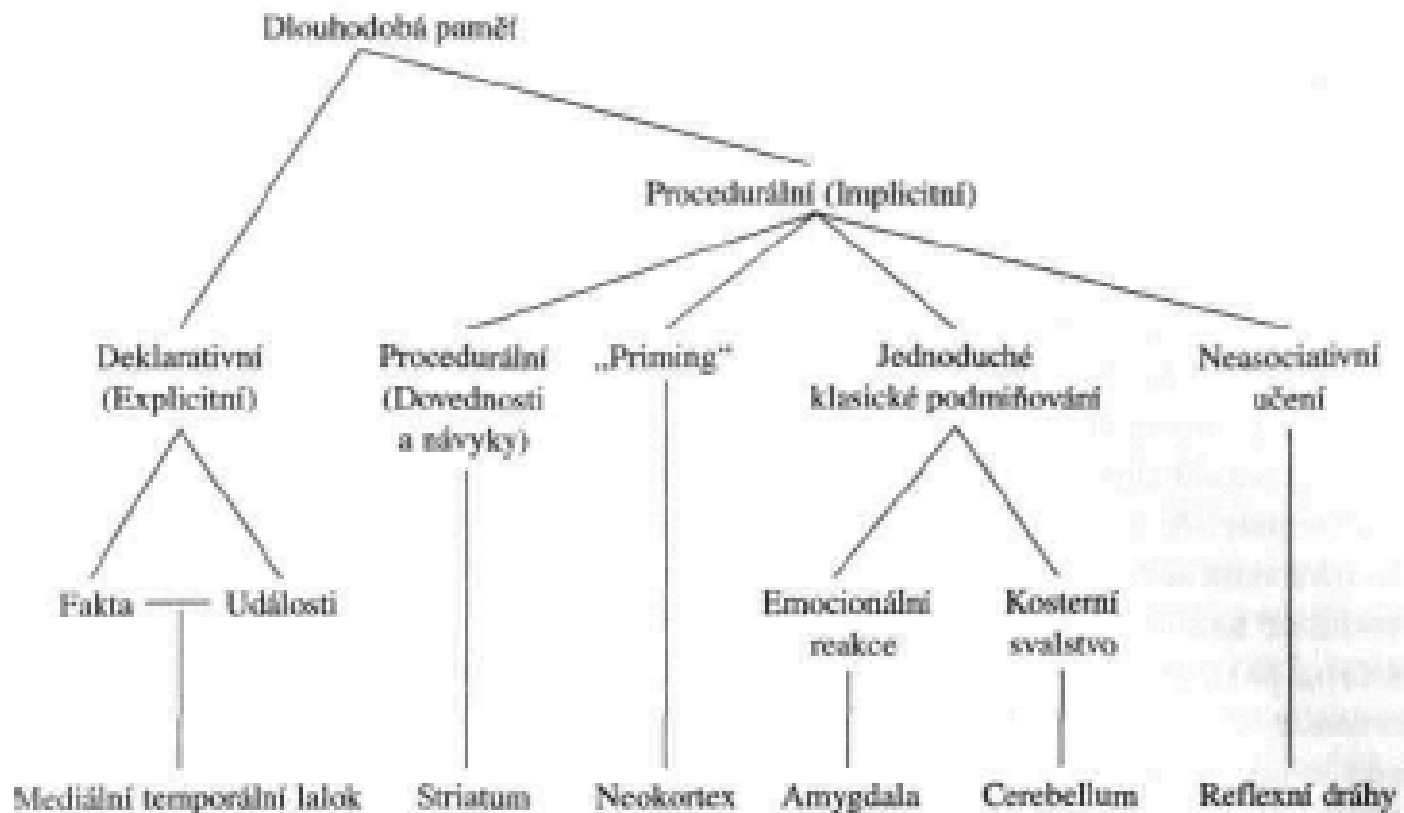 Dlouhodobá paměť
Procedurální (Implicitní)
Deklarativní
(Explicitní)
Procedurální
(Dovednosti
a návyky)
„Priming“
Jednoduché
klasické podmiňování
Neasociativní
učení
Fakta
Události
Emocionální
reakce
Kosterní
svalstvo
Mediální temporální lalok
Striatum
Neokortex
Amygdala
Cerebellum
Reflexní dráhy